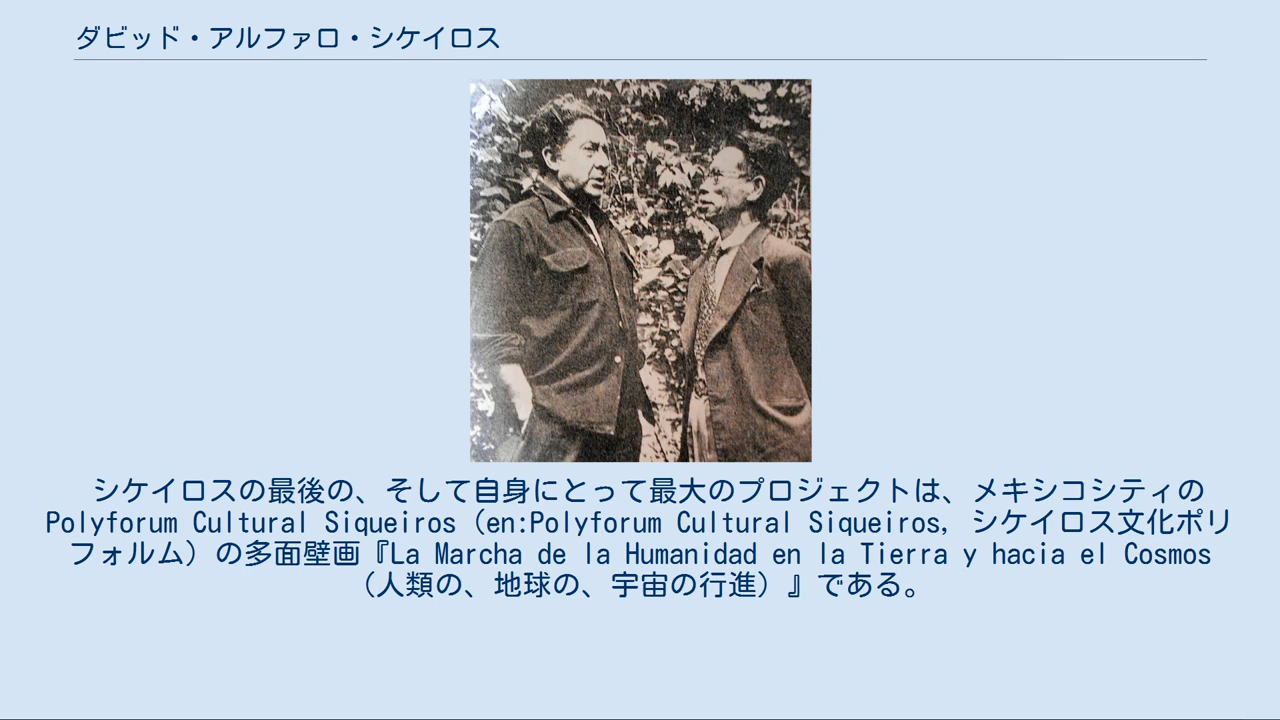 ダビッド・アルファロ・シケイロス
シケイロスの最後の、そして自身にとって最大のプロジェクトは、メキシコシティの
Polyforum Cultural Siqueiros（en:Polyforum Cultural Siqueiros, シケイロス文化ポリ
フォルム）の多面壁画『La Marcha de la Humanidad en la Tierra y hacia el Cosmos
（人類の、地球の、宇宙の行進）』である。